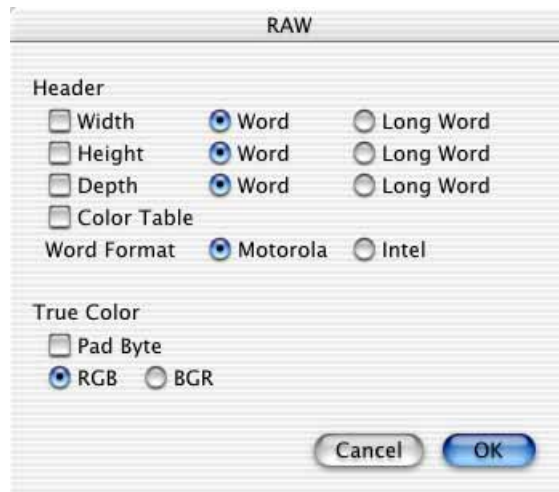 RAW
Header
Width Word Long Word
Height Word Long Word
Depth Word Long Word
Color Table
Word Format Motorola Intel
True Color
Pad Byte
RGB BGR
Cancel OK